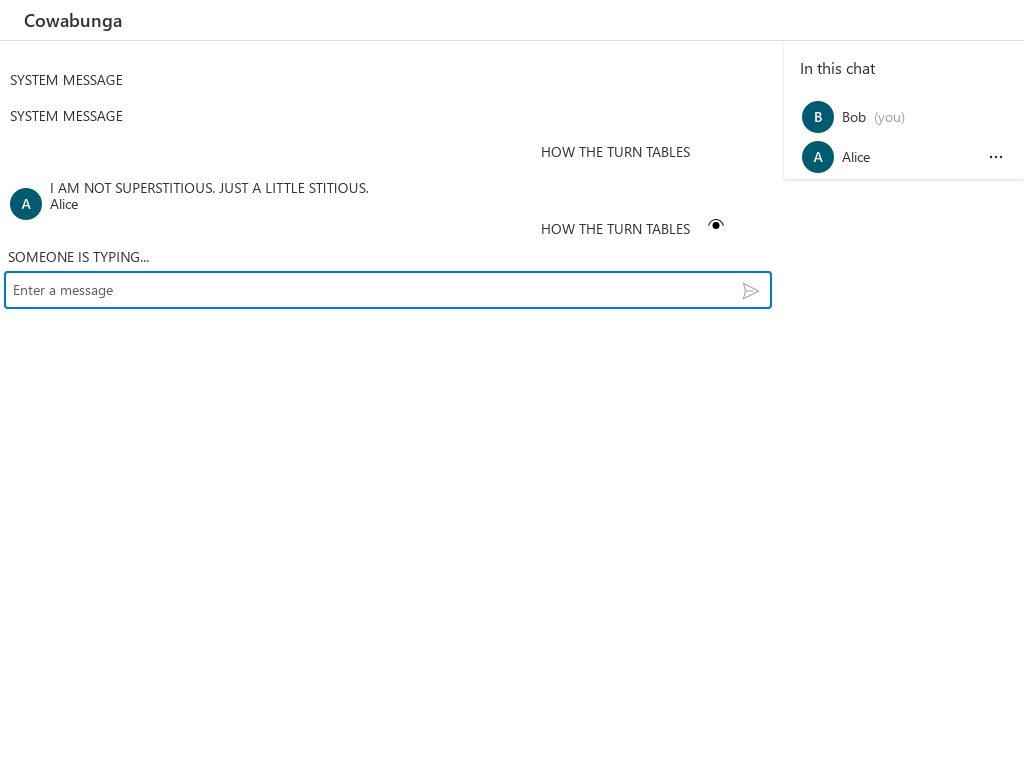 Cowabunga
SYSTEM MESSAGE
SYSTEM MESSAGE
HOW THE TURN TABLES
I AM NOT SUPERSTITIOUS. JUST A LITTLE STITIOUS.
A
Alice
HOW THE TURN TABLES
SOMEONE IS TYPING...
Enter a message
In this chat
B
Bob (you)
A
Alice